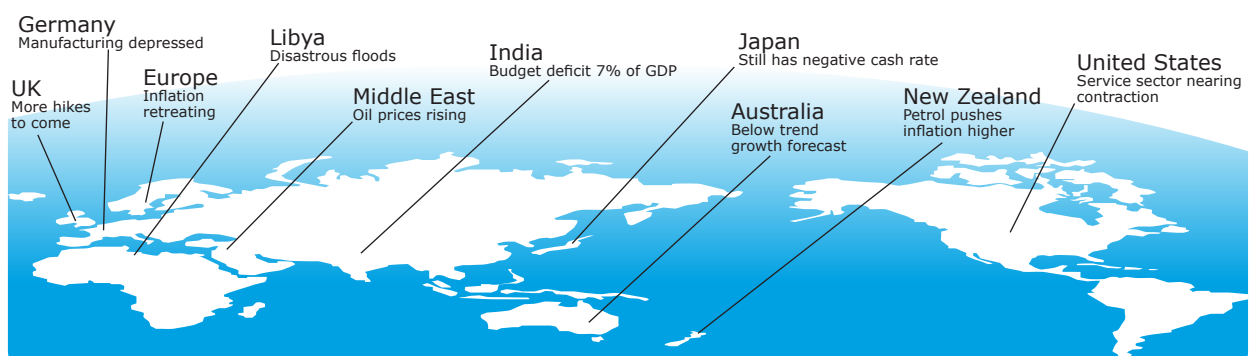 Germany
Manufacturing depressed
UK
More hikes
to come
Europe
Inflation
retreating
Libya
Disastrous floods
Middle East
Oil prices rising
India
Budget deficit 7% of GDP
Japan
Still has negative cash rate
Australia
Below trend
growth forecast
New Zealand
Petrol pushes
inflation higher
United States
Service sector nearing
contraction